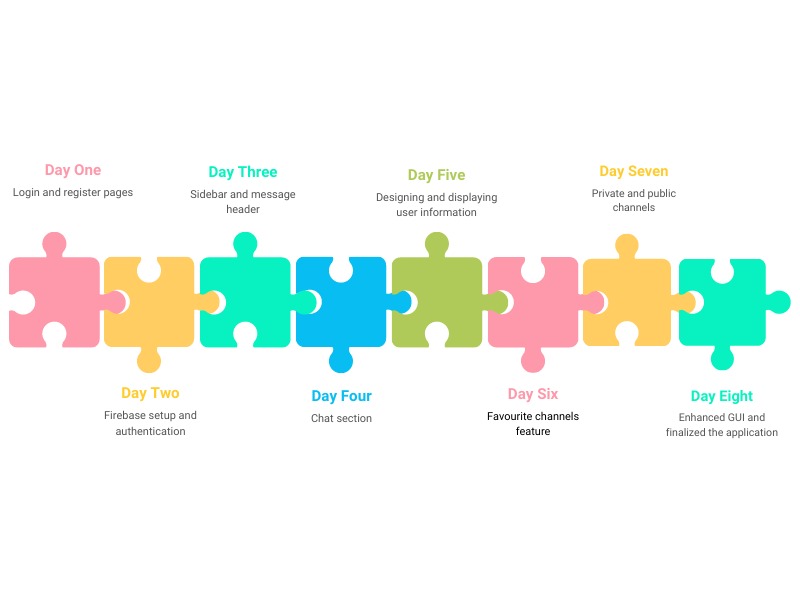 Day One
Login and register pages
Day Two
Firebase setup and
authentication
Day Three
Sidebar and message
header
Day Four
Chat section
Day Five
Designing and displaying
user information
Day Six
Favourite channels
feature
Day Seven
Private and public
channels
Day Eight
Enhanced GUI and
finalized the application